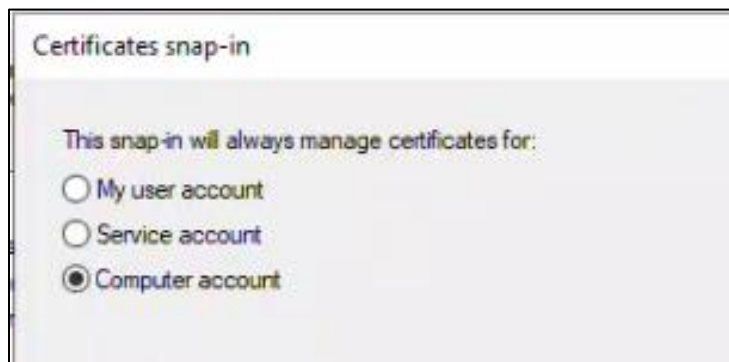 Certificates snap-in
This snap-in will always manage certificates for:
My user account
Service account
Computer account